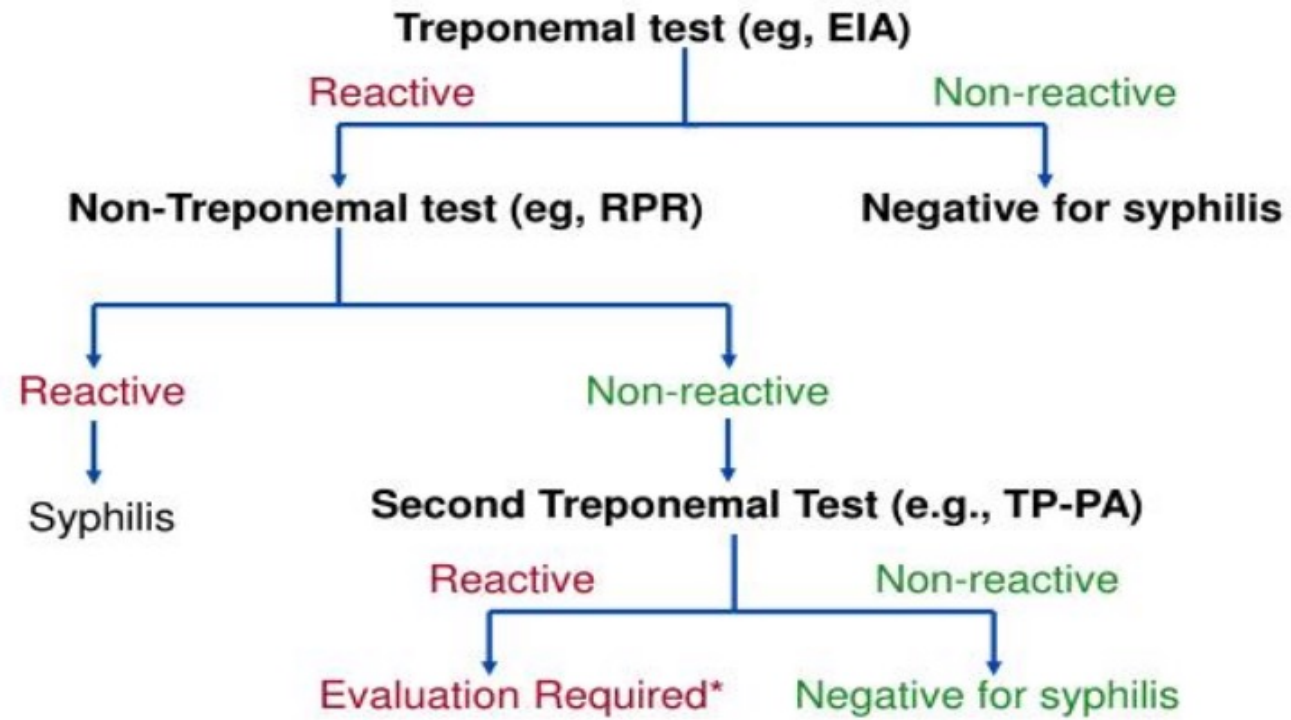 Treponemal test (eg, EIA)
Reactive
Non-reactive
Non-Treponemal test (eg, RPR)
Negative for syphilis
Reactive
Non-reactive
Syphilis
Second Treponemal Test (e.g., TP-PA)
Reactive
Non-reactive
Evaluation Required*
Negative for syphilis